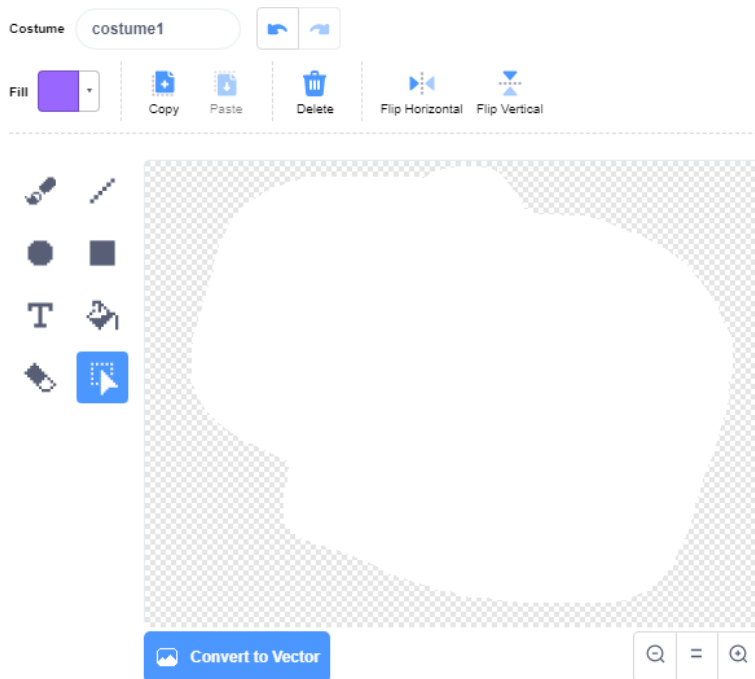 Costume costume1
Fill
Copy Paste Delete Flip Horizontal Flip Vertical
T
Convert to Vector